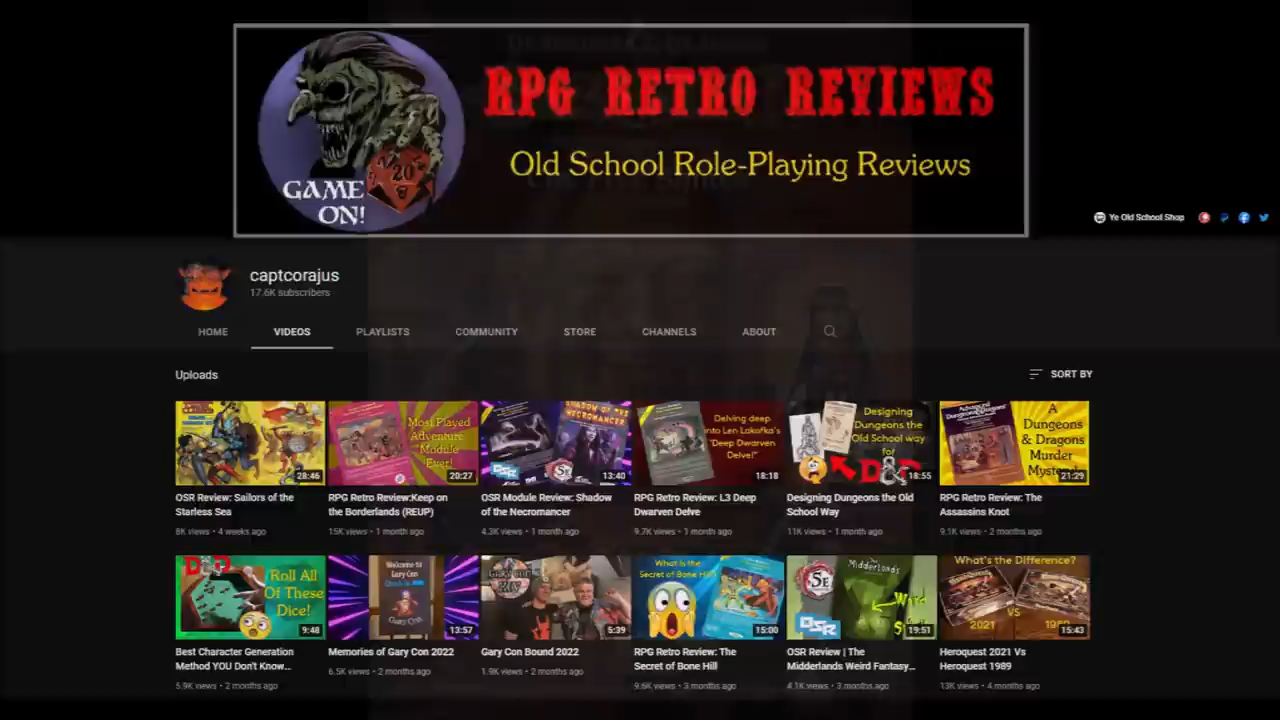 RPG RETRO REVIEWS
Old School Role-Playing Reviews
GAME
ON!
20
Ye Old School Shop
captcorajus
17.6K subscribers
HOME VIDEOS PLAYLISTS COMMUNITY STORE CHANNELS ABOUT
Uploads
SORT BY
28:46
Most Played
Adventure
Module
Ever!
20:27
SHADOW OF THE
NECROMANCER
OSR
5E
13:40
Delving deep
into Len Lakofka's
"Deep Dwarven
Delve!"
18:18
Designing
Dungeons the
Old School way
for
D&D
18:55
A
Dungeons
& Dragons
Murder
Mystery
21:29
OSR Review: Sailors of the
Starless Sea
8K views • 4 weeks ago
RPG Retro Review:Keep on
the Borderlands (REUP)
15K views • 1 month ago
OSR Module Review: Shadow
of the Necromancer
4.3K views • 1 month ago
RPG Retro Review: L3 Deep
Dwarven Delve
9.7K views • 1 month ago
Designing Dungeons the Old
School Way
11K views • 1 month ago
RPG Retro Review: The
Assassins Knot
9.1K views • 2 months ago
D&D
Roll All
Of These
Dice!
9:48
Welcome to
Gary Con
Gary Con
13:57
GARY CON
XIV
5:39
What is the
Secret of Bone Hill
15:00
5E
Midderlands
OSR
19:51
What's the Difference?
VS
2021
1989
15:43
Best Character Generation
Method YOU Don't Know...
5.9K views • 2 months ago
Memories of Gary Con 2022
6.5K views • 2 months ago
Gary Con Bound 2022
1.9K views • 2 months ago
RPG Retro Review: The
Secret of Bone Hill
9.6K views • 3 months ago
OSR Review | The
Midderlands Weird Fantasy...
4.1K views • 3 months ago
Heroquest 2021 Vs
Heroquest 1989
13K views • 4 months ago